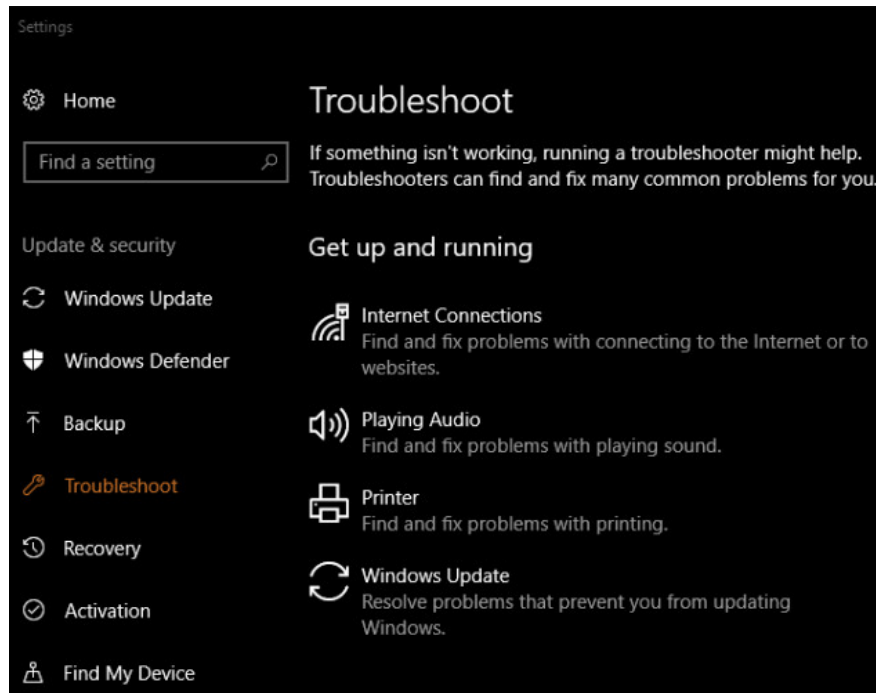 Settings
Home
Find a setting
Update & security
Windows Update
Windows Defender
Backup
Troubleshoot
Recovery
Activation
Find My Device
Troubleshoot
If something isn't working, running a troubleshooter might help.
Troubleshooters can find and fix many common problems for you.
Get up and running
Internet Connections
Find and fix problems with connecting to the Internet or to
websites.
Playing Audio
Find and fix problems with playing sound.
Printer
Find and fix problems with printing.
Windows Update
Resolve problems that prevent you from updating
Windows.